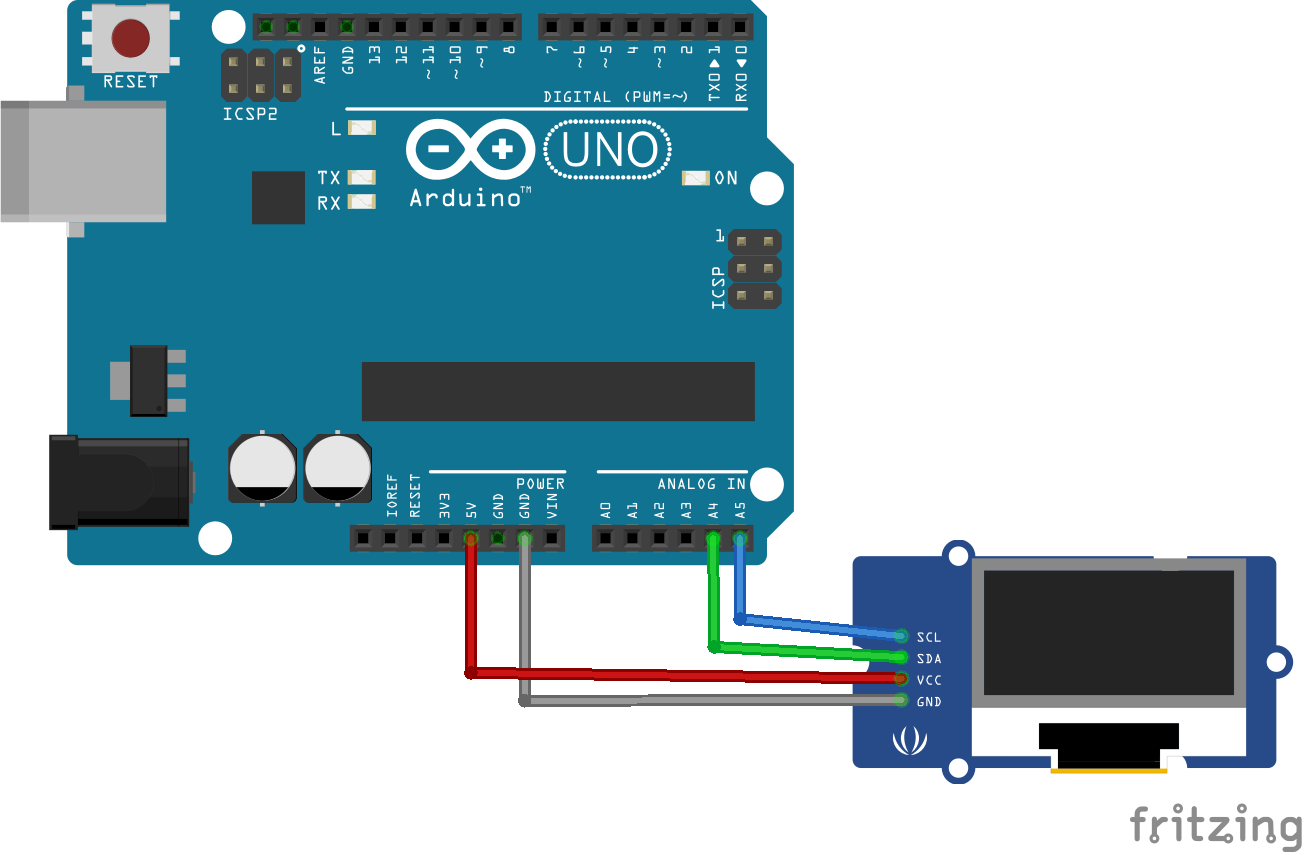 RESET
ICSP2
AREF
GND
13
12
~11
~10
~9
8
7
~6
~5
4
~3
2
TX0▶1
RX0◀0
DIGITAL (PWM=~)
L
TX
RX
Arduino™
UNO
ON
1
ICSP
POWER
ANALOG IN
IOREF
RESET
3V3
5V
GND
GND
VIN
A0
A1
A2
A3
A4
A5
SCL
SDA
VCC
GND
fritzing